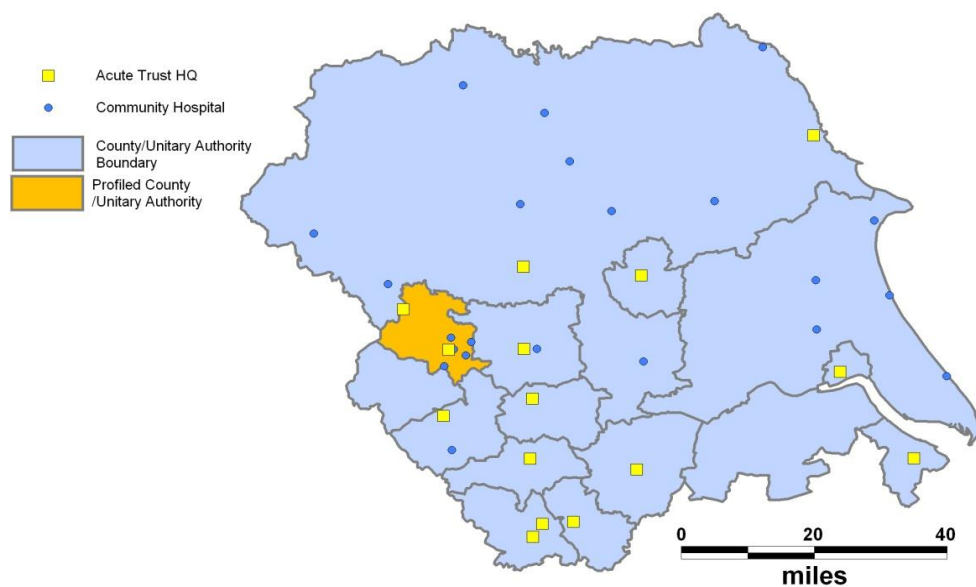 Acute Trust HQ
Community Hospital
County/Unitary Authority
Boundary
Profiled County
/Unitary Authority
0 20 40
miles